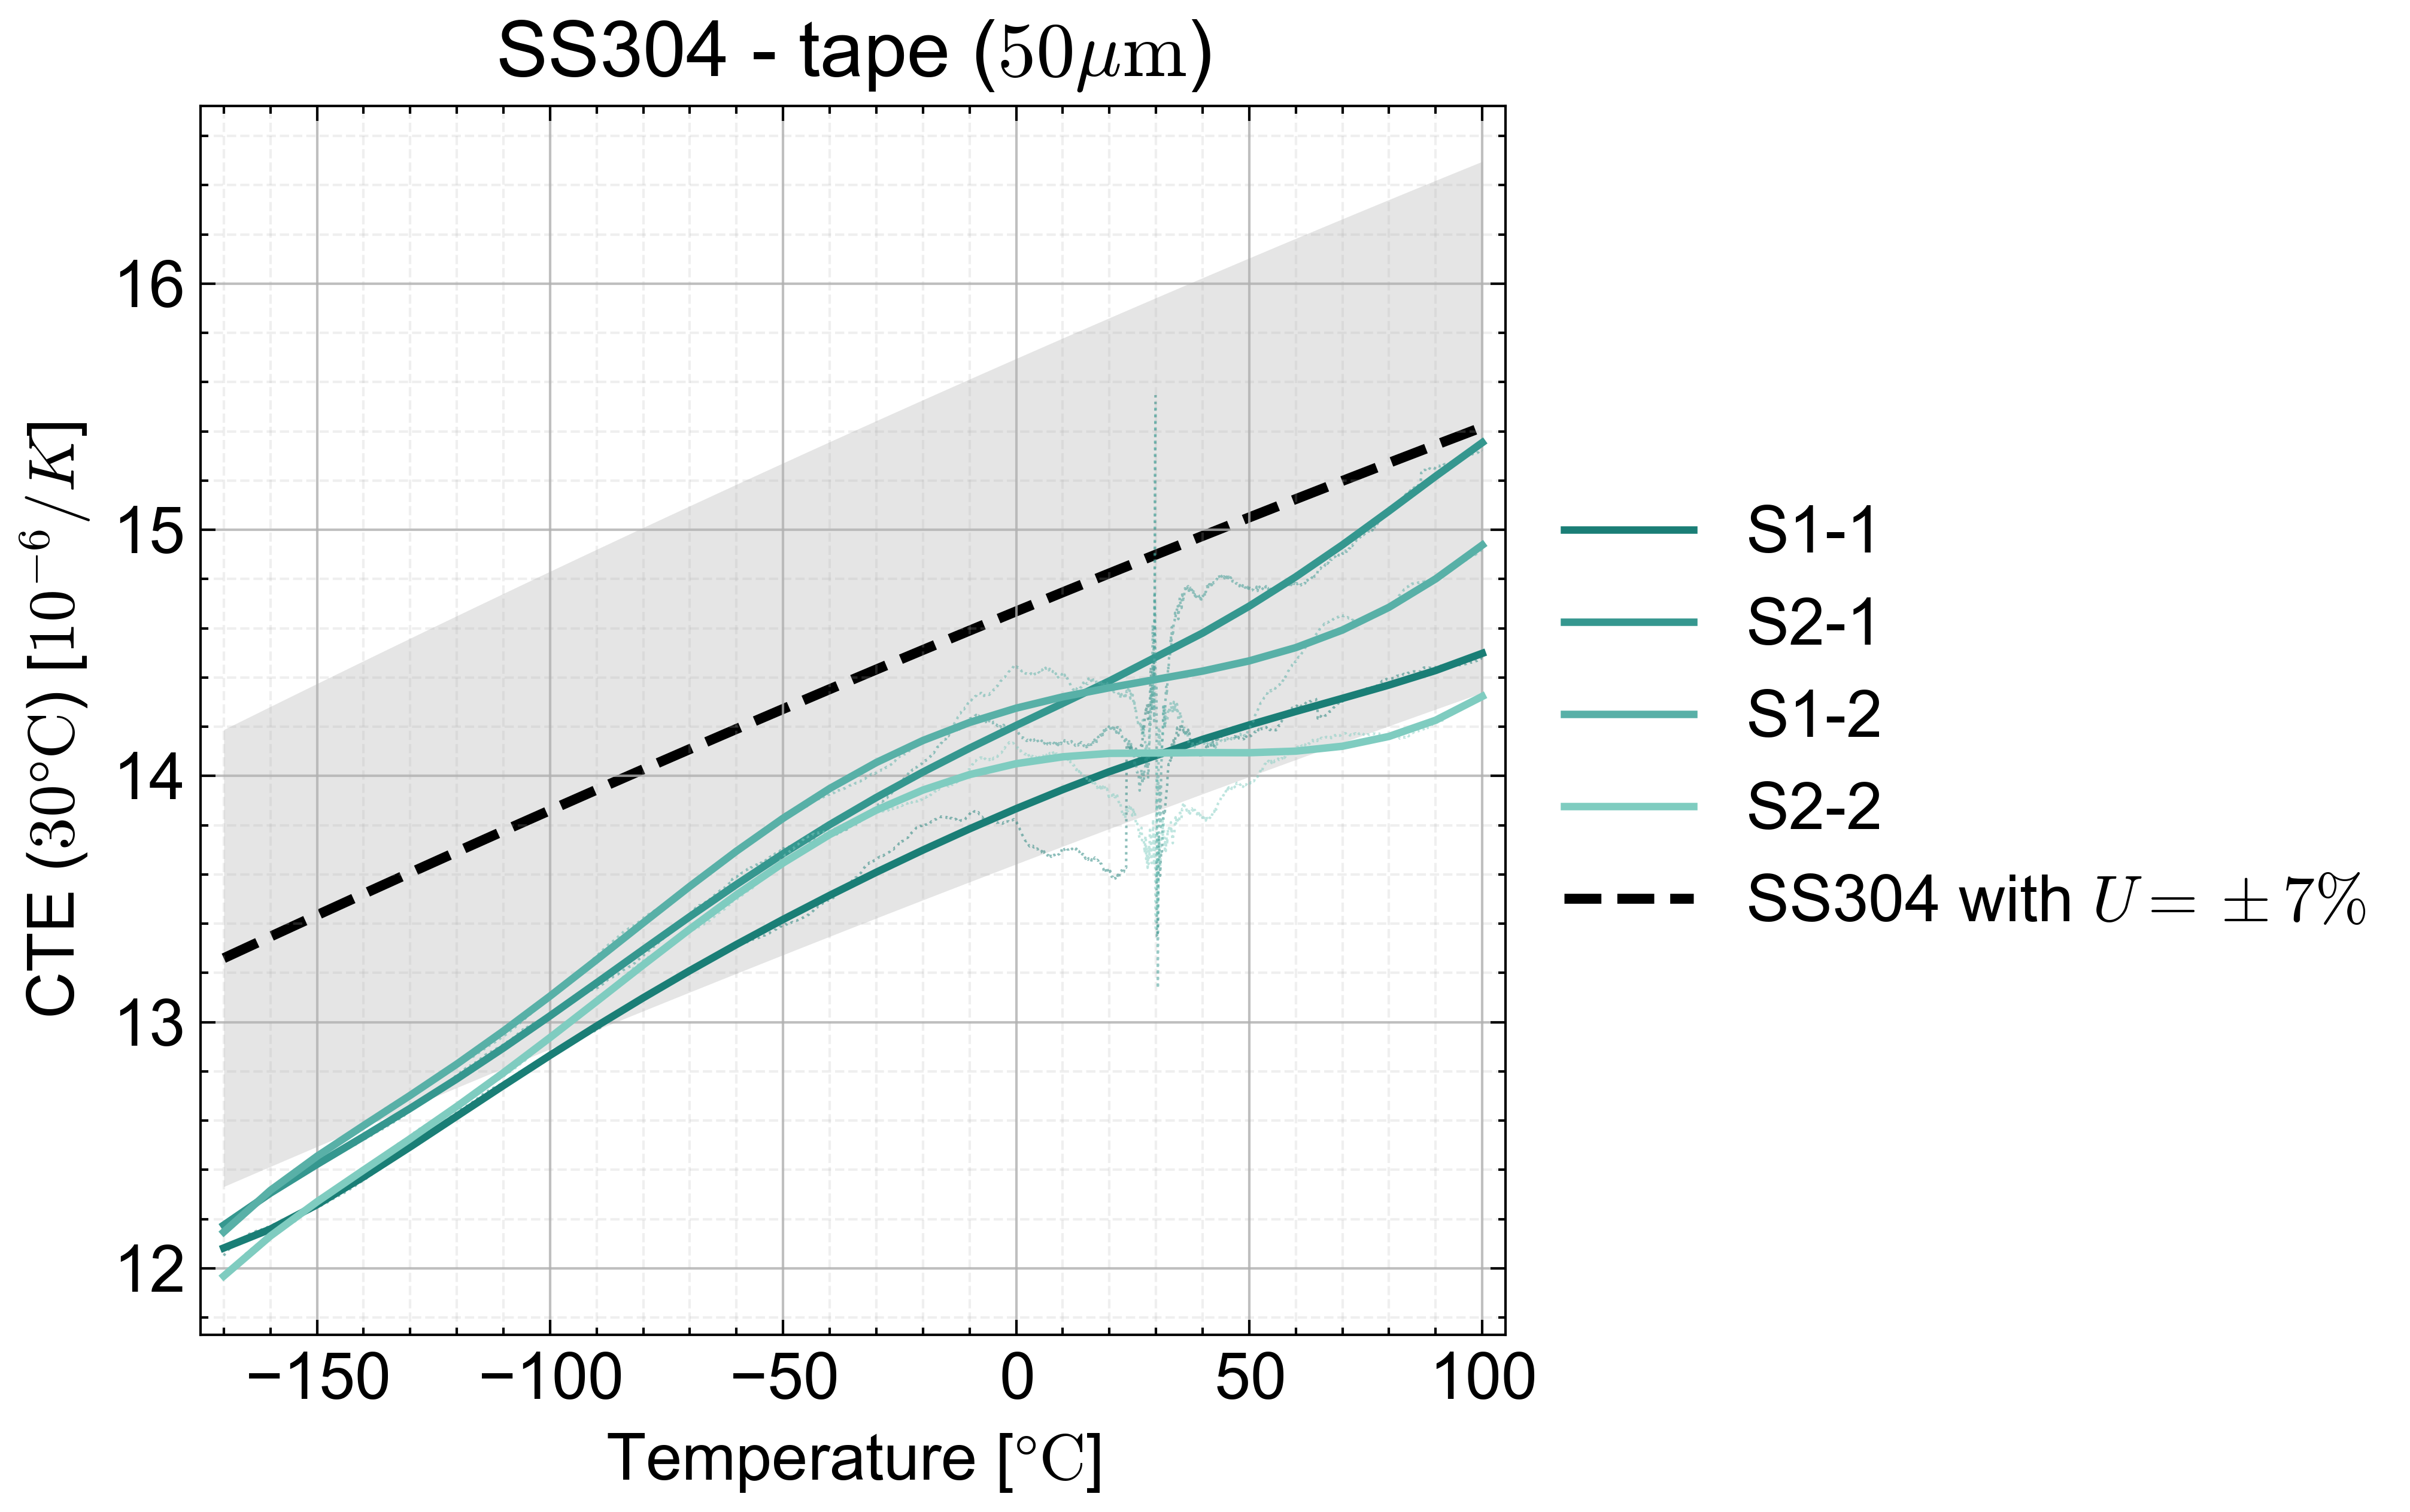 SS304 - tape (50μm)
CTE (30°C) [10⁻⁶/K]
16
15
14
13
12
−150 −100 −50 0 50 100
Temperature [°C]
S1-1
S2-1
S1-2
S2-2
SS304 with U = ±7%